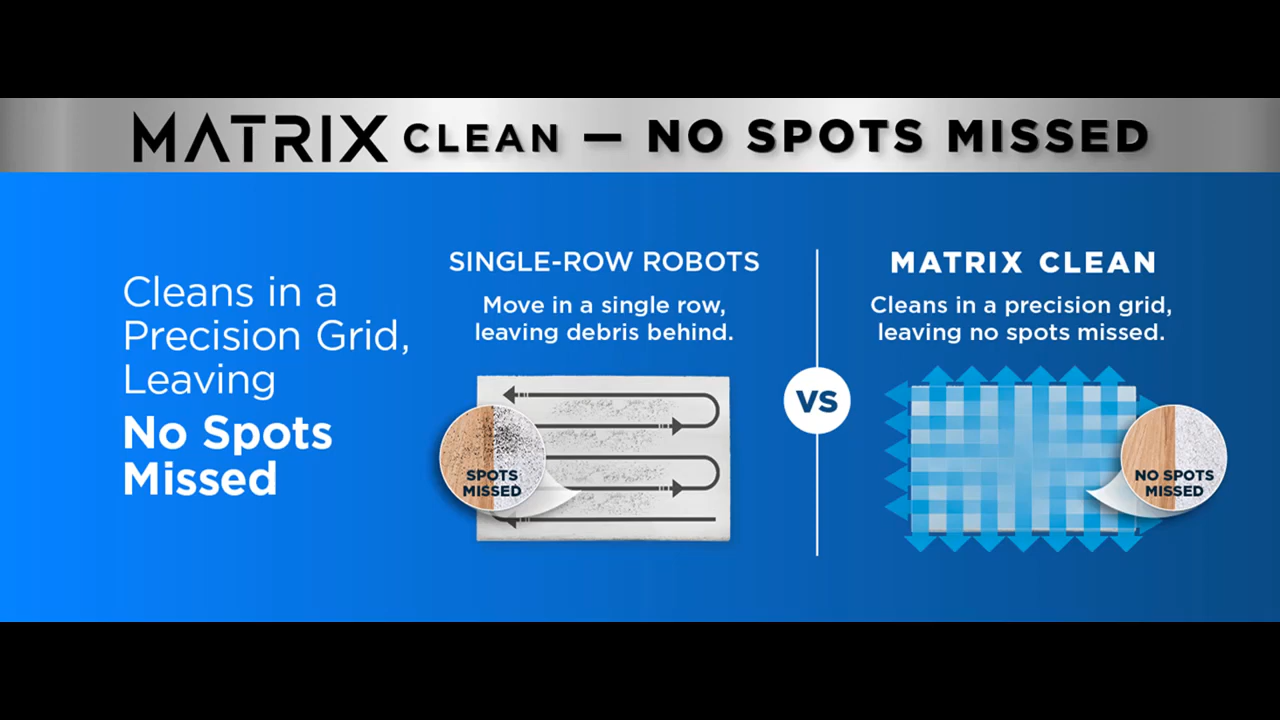 MATRIX CLEAN — NO SPOTS MISSED
Cleans in a
Precision Grid,
Leaving
No Spots
Missed
SINGLE-ROW ROBOTS
Move in a single row,
leaving debris behind.
SPOTS
MISSED
VS
MATRIX CLEAN
Cleans in a precision grid,
leaving no spots missed.
NO SPOTS
MISSED